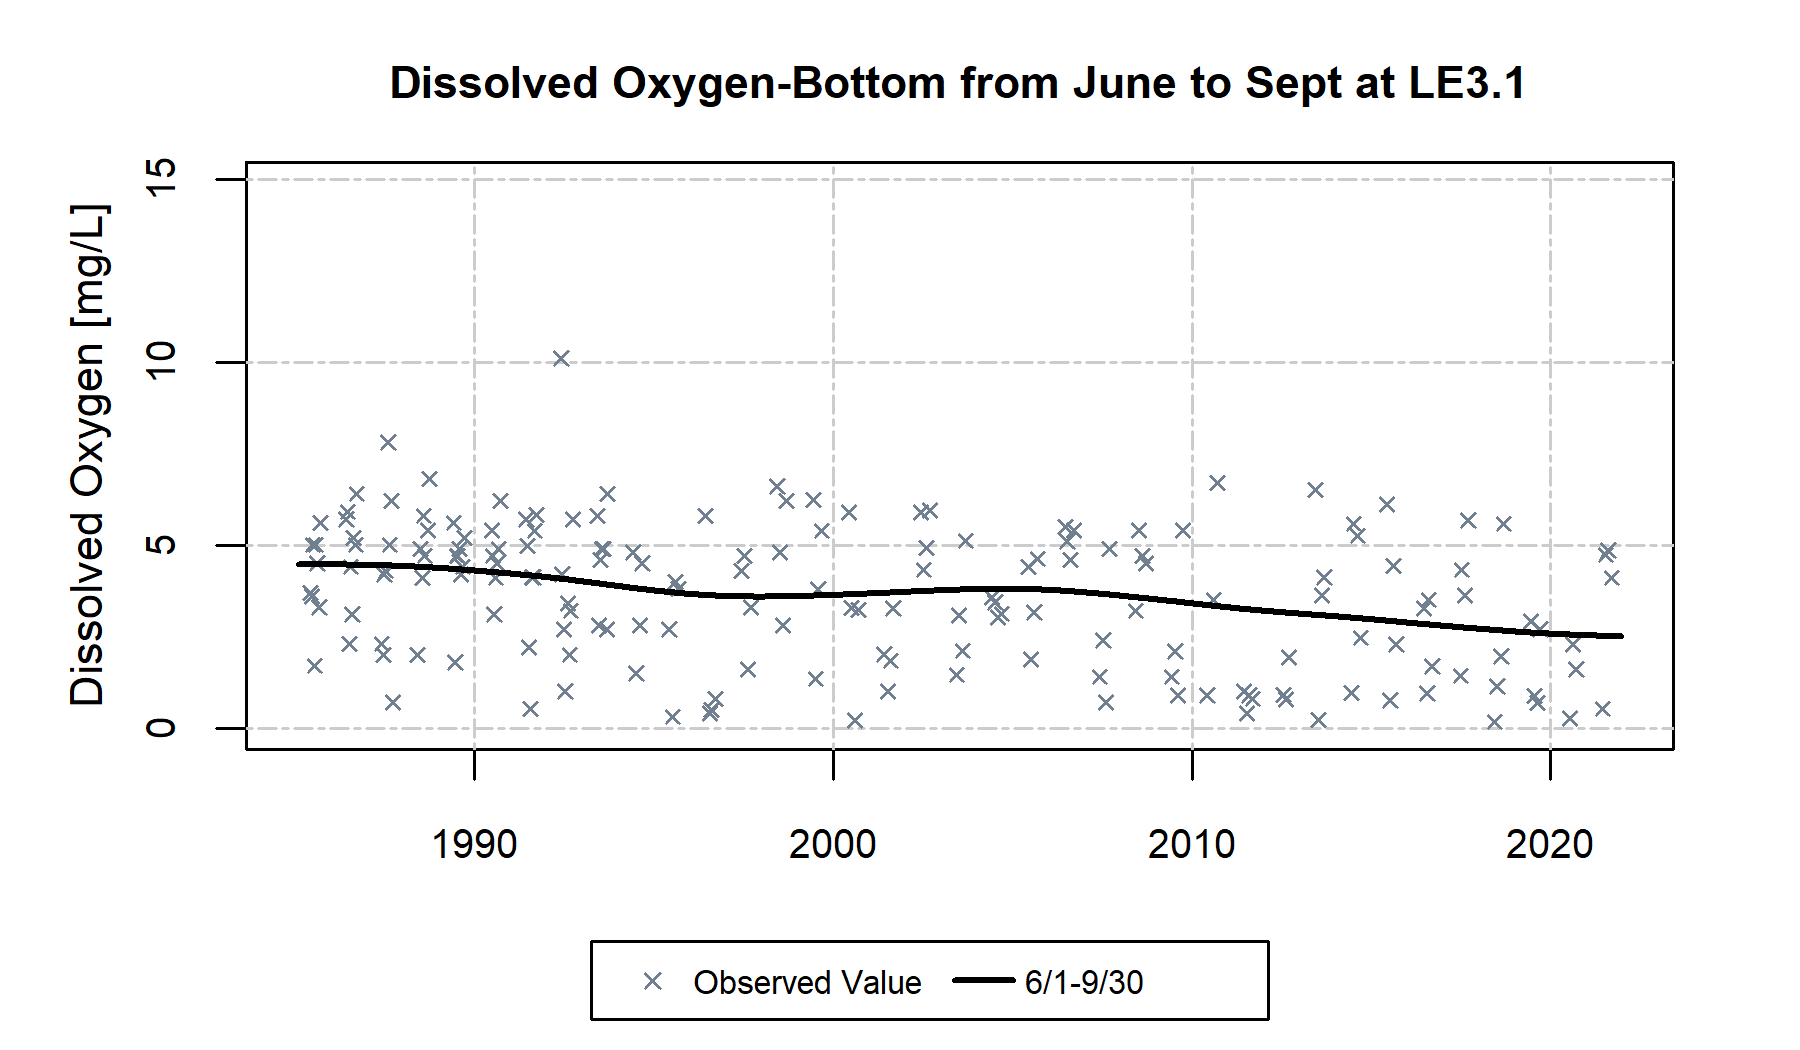 Dissolved Oxygen-Bottom from June to Sept at LE3.1
Dissolved Oxygen [mg/L]
15
10
5
0
1990 2000 2010 2020
Observed Value 6/1-9/30